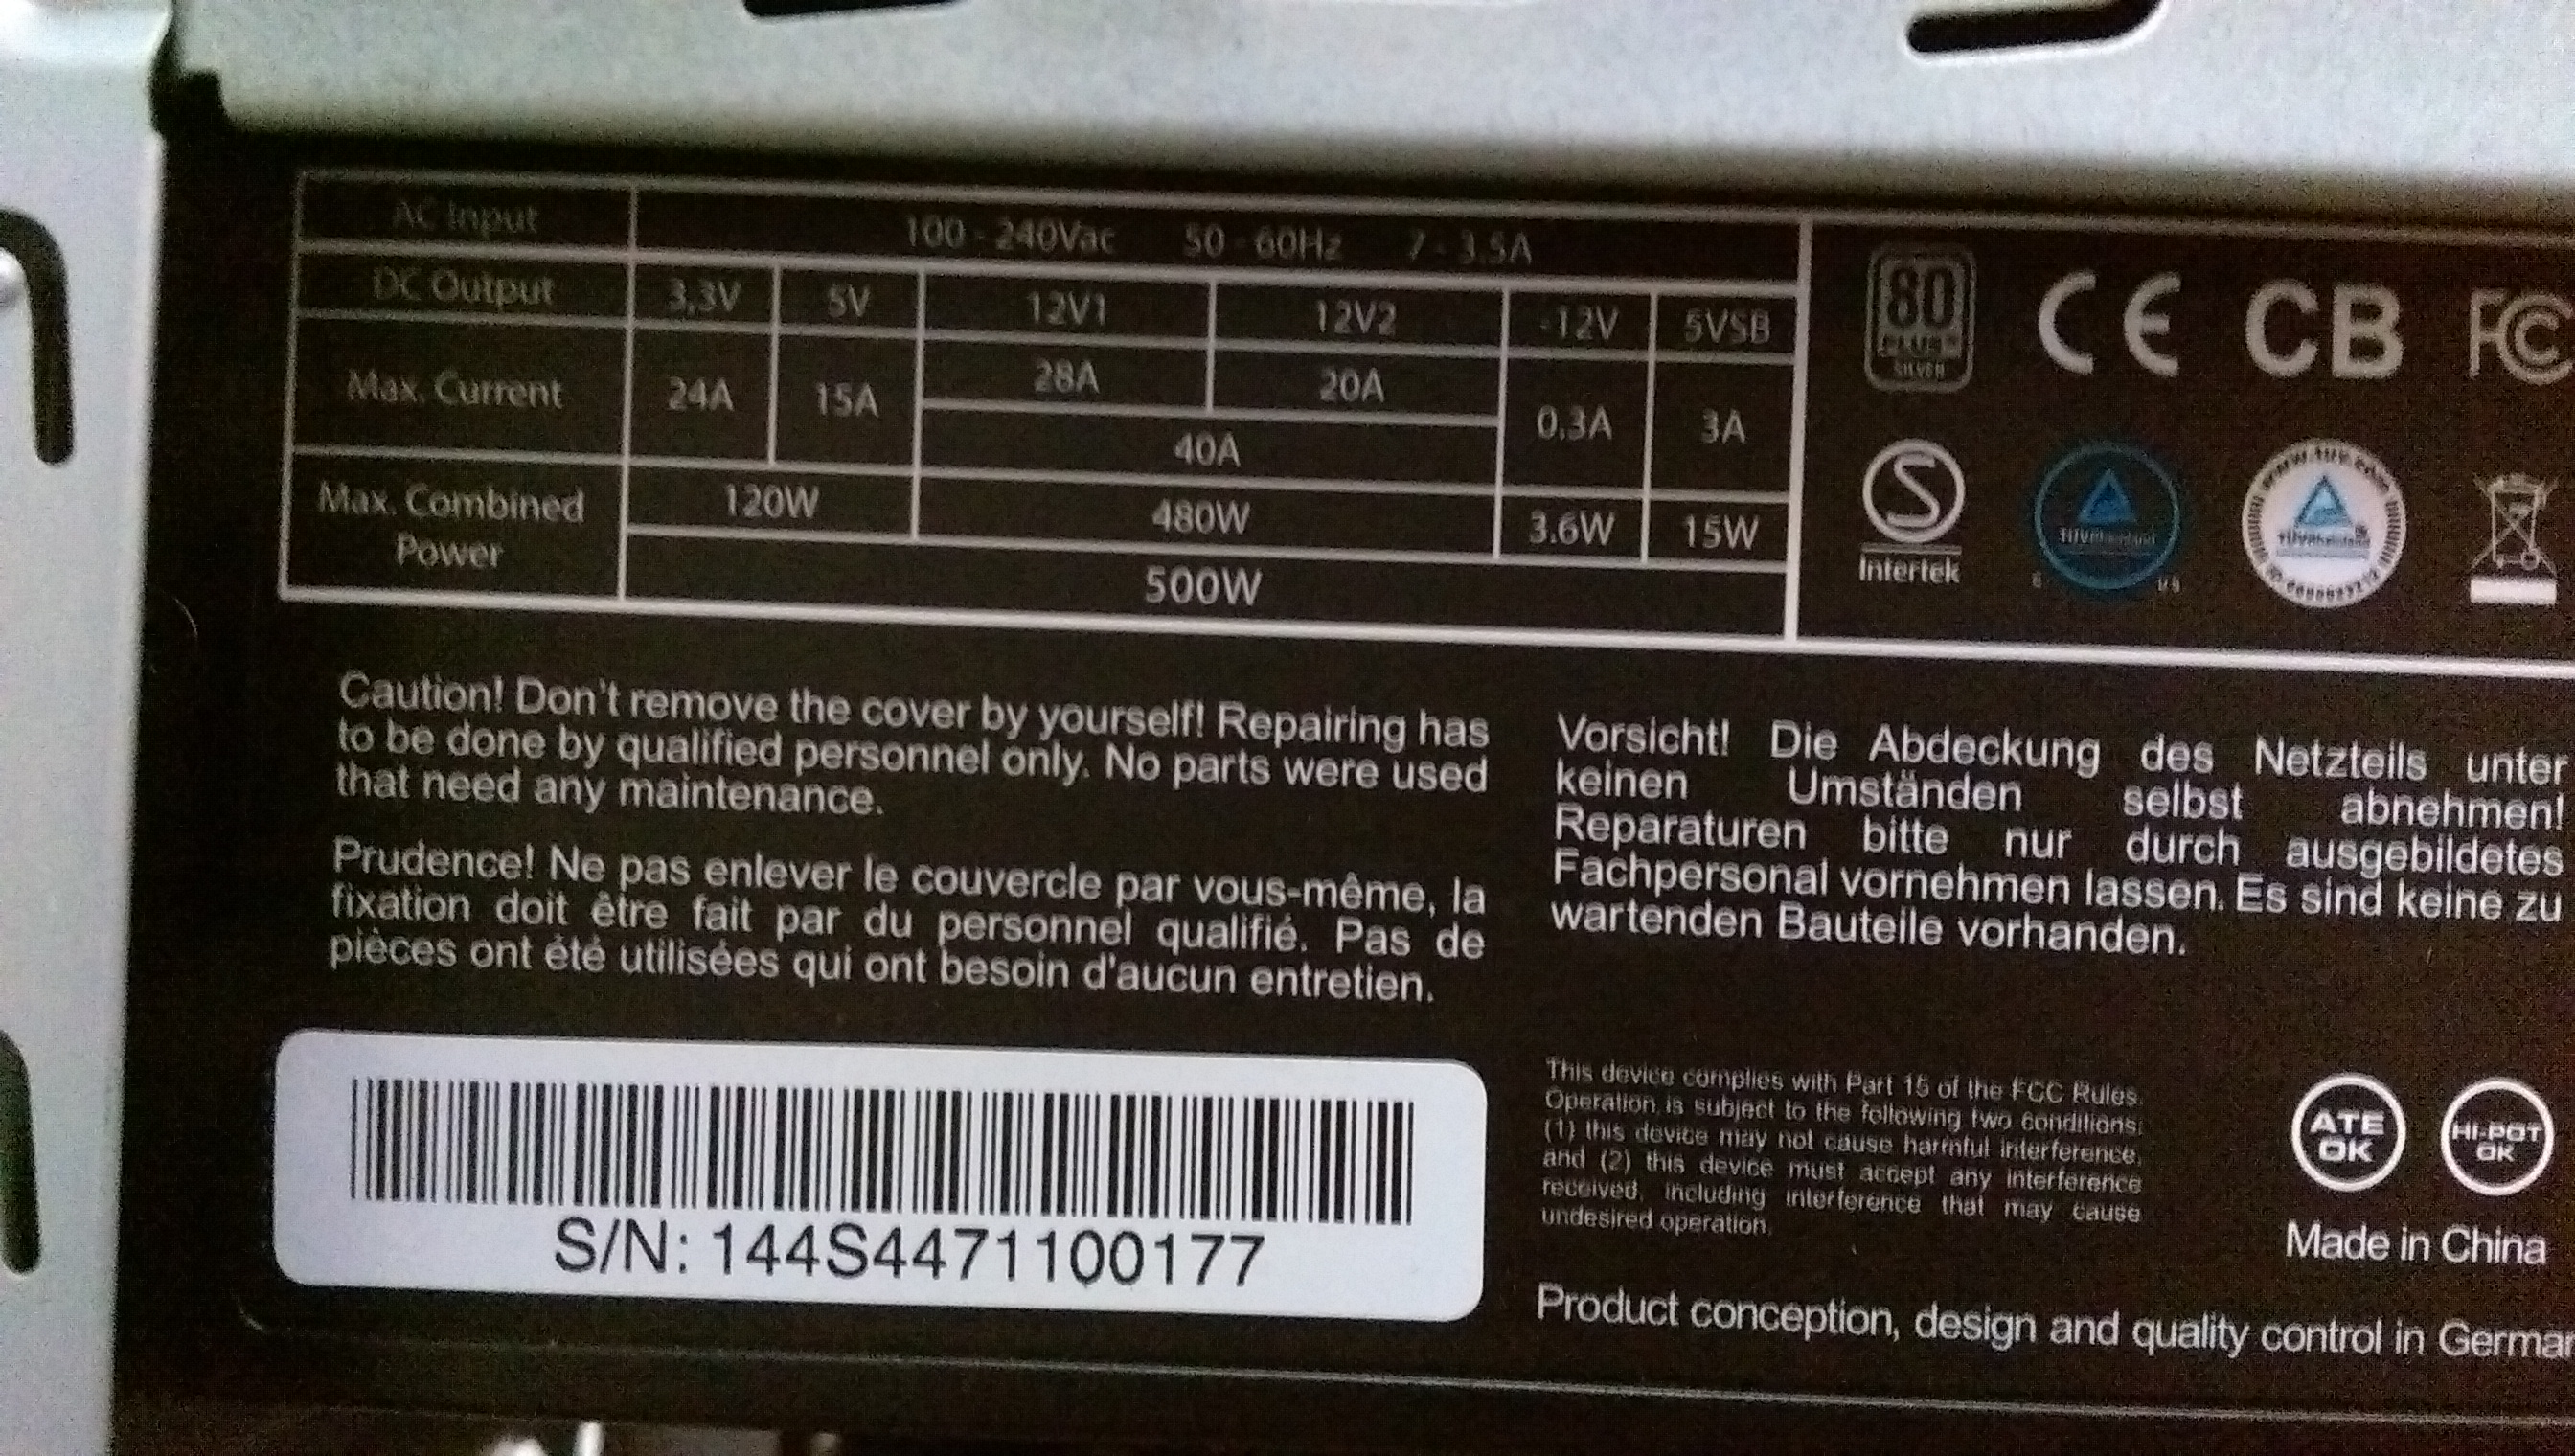 AC Input 100 - 240Vac 50 - 60Hz 7 - 3.5A
DC Output 3,3V 5V 12V1 12V2 -12V 5VSB
Max. Current 24A 15A 28A 20A 0.3A 3A
40A
Max. Combined Power 120W 480W 3.6W 15W
500W
80 PLUS SILVER
CE CB FC
Intertek
TÜVRheinland
www.tuv.com
TÜVRheinland
Caution! Don't remove the cover by yourself! Repairing has
to be done by qualified personnel only. No parts were used
that need any maintenance.
Prudence! Ne pas enlever le couvercle par vous-même, la
fixation doit être fait par du personnel qualifié. Pas de
pièces ont été utilisées qui ont besoin d'aucun entretien.
Vorsicht! Die Abdeckung des Netzteils unter
keinen Umständen selbst abnehmen!
Reparaturen bitte nur durch ausgebildetes
Fachpersonal vornehmen lassen. Es sind keine zu
wartenden Bauteile vorhanden.
S/N: 144S4471100177
This device complies with Part 15 of the FCC Rules.
Operation is subject to the following two conditions:
(1) this device may not cause harmful interference,
and (2) this device must accept any interference
received, including interference that may cause
undesired operation.
ATE
OK
HI-POT
OK
Made in China
Product conception, design and quality control in German